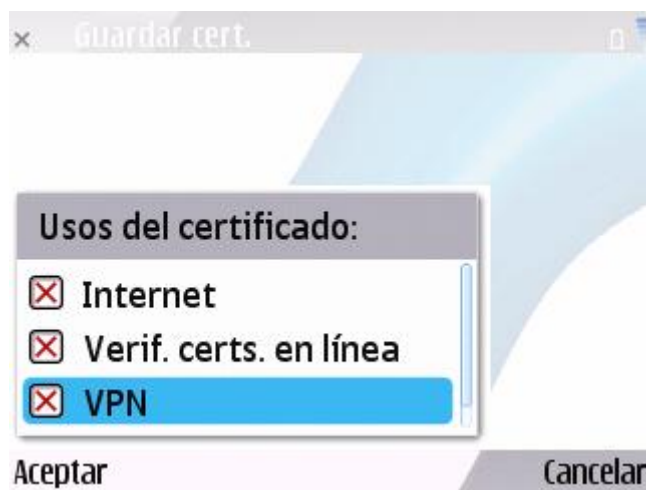 Guardar cert.
Usos del certificado:
Internet
Verif. certs. en línea
VPN
Aceptar Cancelar